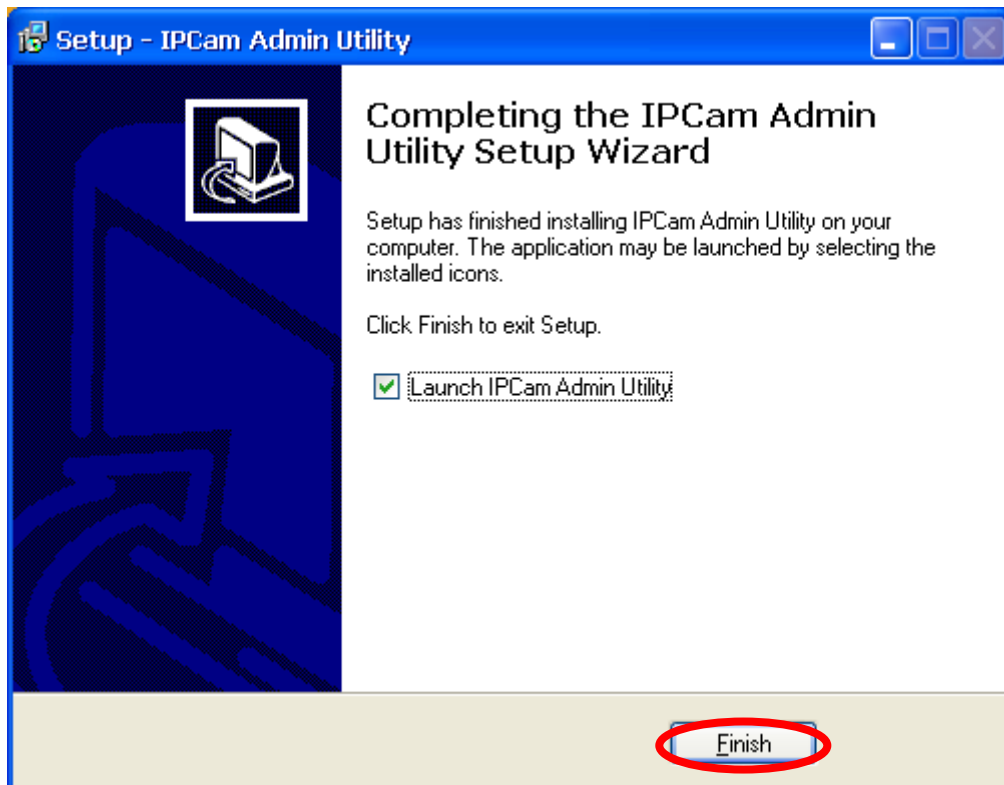 Setup - IPCam Admin Utility
Completing the IPCam Admin
Utility Setup Wizard
Setup has finished installing IPCam Admin Utility on your
computer. The application may be launched by selecting the
installed icons.
Click Finish to exit Setup.
Launch IPCam Admin Utility
Finish